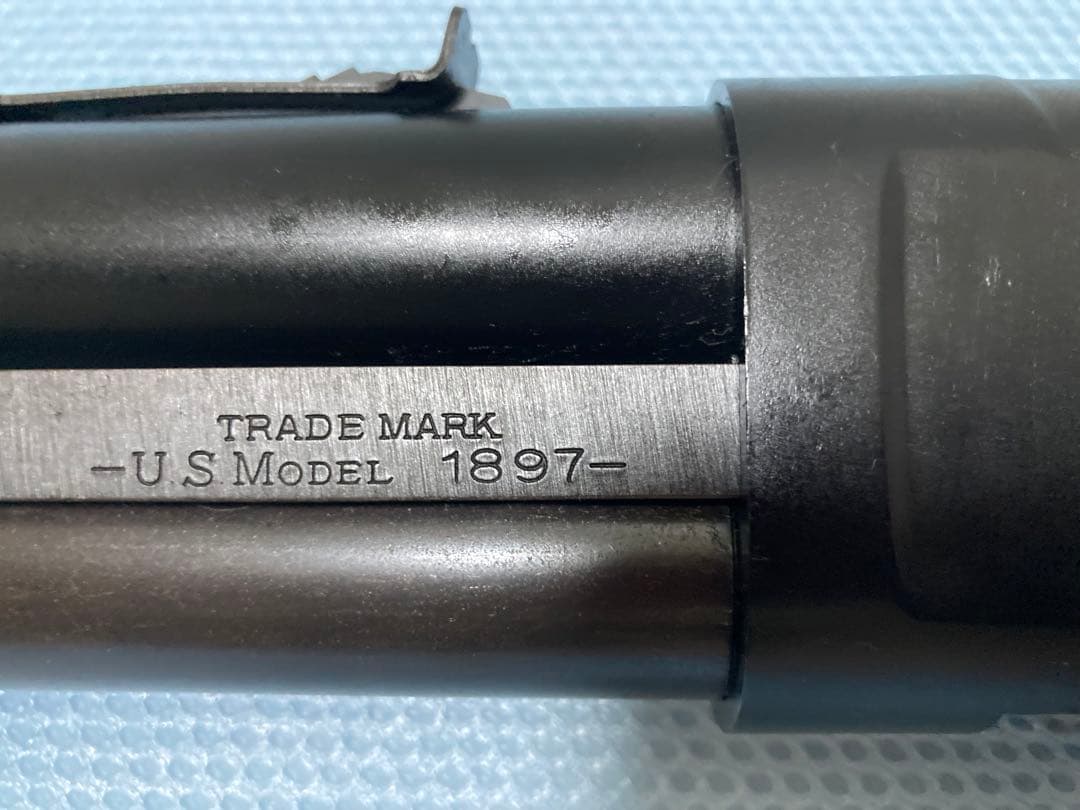 TRADE MARK
-U.S MODEL 1897-